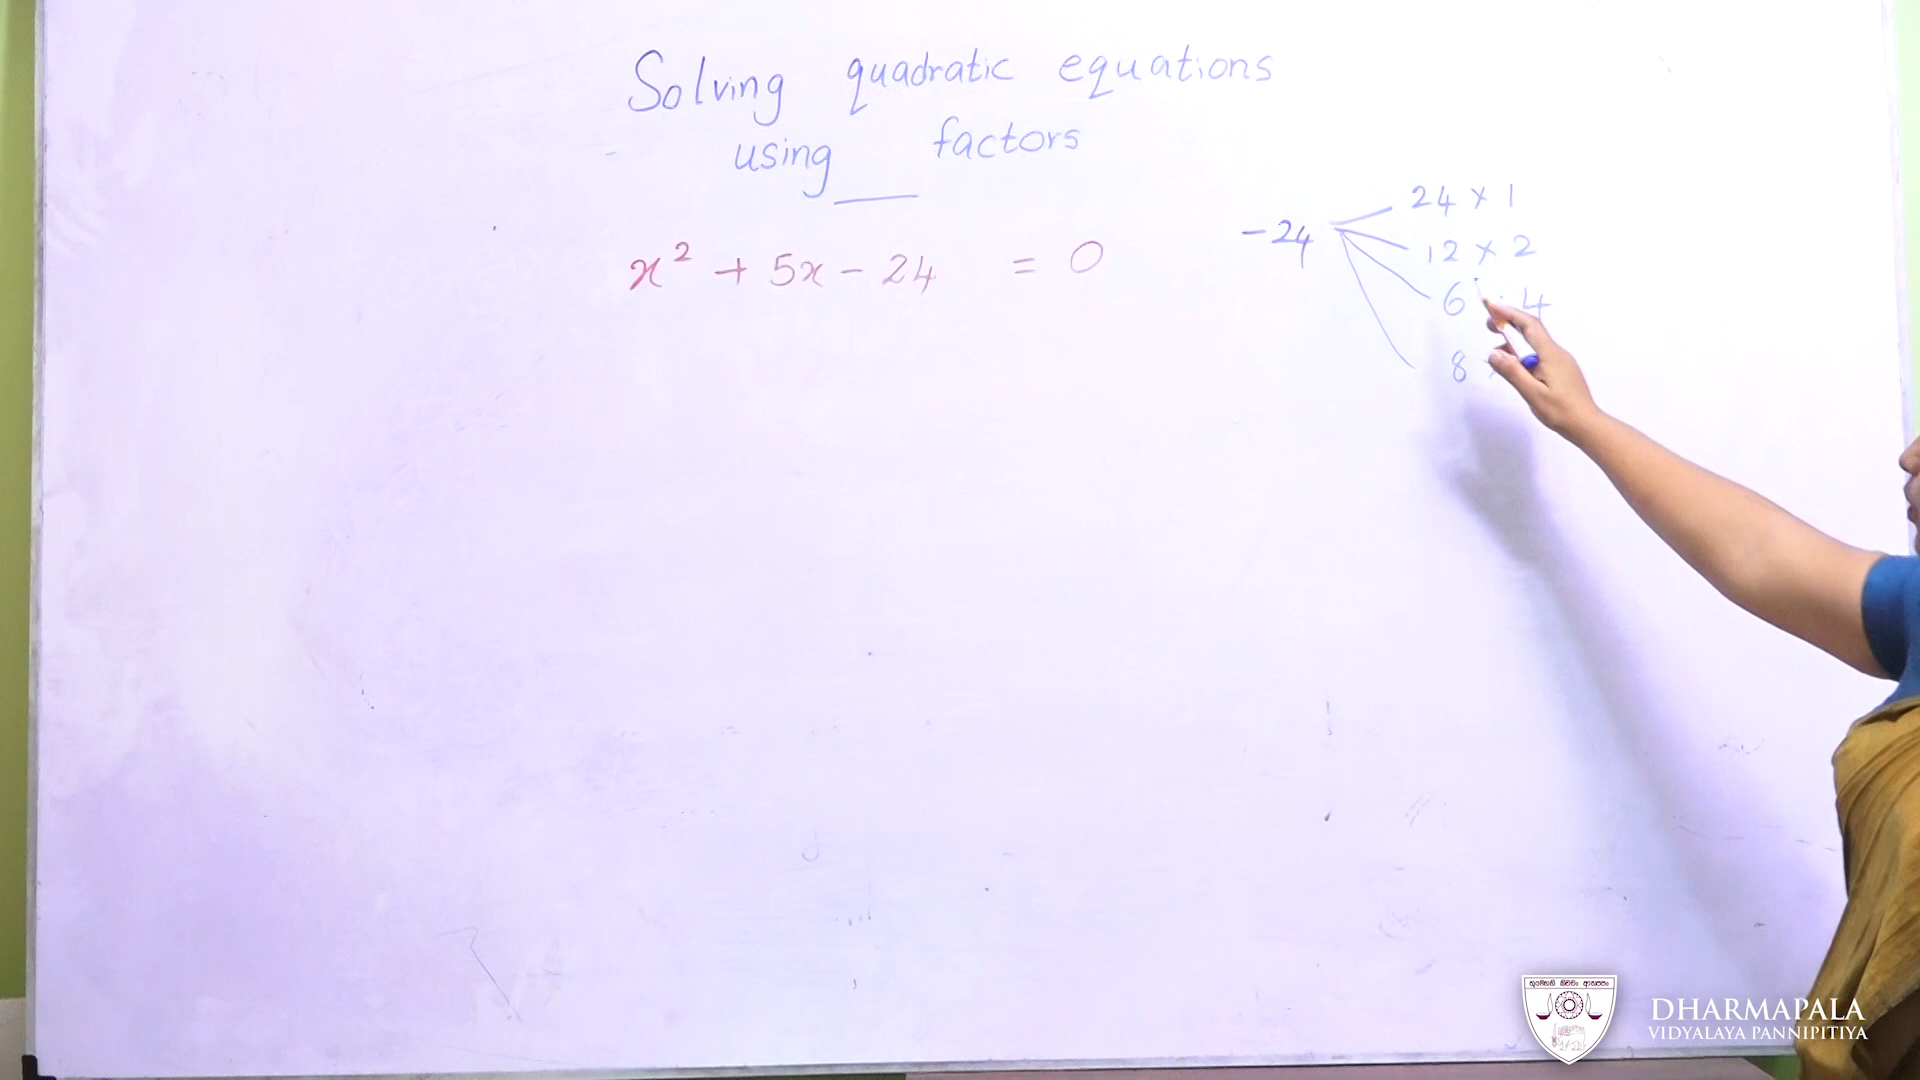 Solving quadratic equations
using __ factors
x² + 5x - 24 = 0
-24
24 x 1
12 x 2
6 4
8
DHARMAPALA
VIDYALAYA PANNIPITIYA